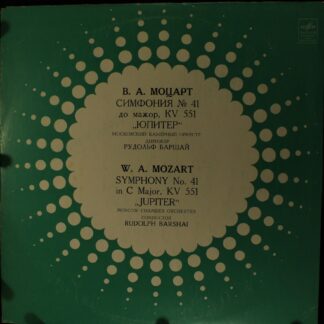 В. А. МОЦАРТ
СИМФОНИЯ № 41
до мажор, KV 551
„ЮПИТЕР“
МОСКОВСКИЙ КАМЕРНЫЙ ОРКЕСТР
ДИРИЖЕР
РУДОЛЬФ БАРШАЙ
W. A. MOZART
SYMPHONY No. 41
in C Major, KV 551
„JUPITER“
MOSCOW CHAMBER ORCHESTRA
CONDUCTOR
RUDOLPH BARSHAI